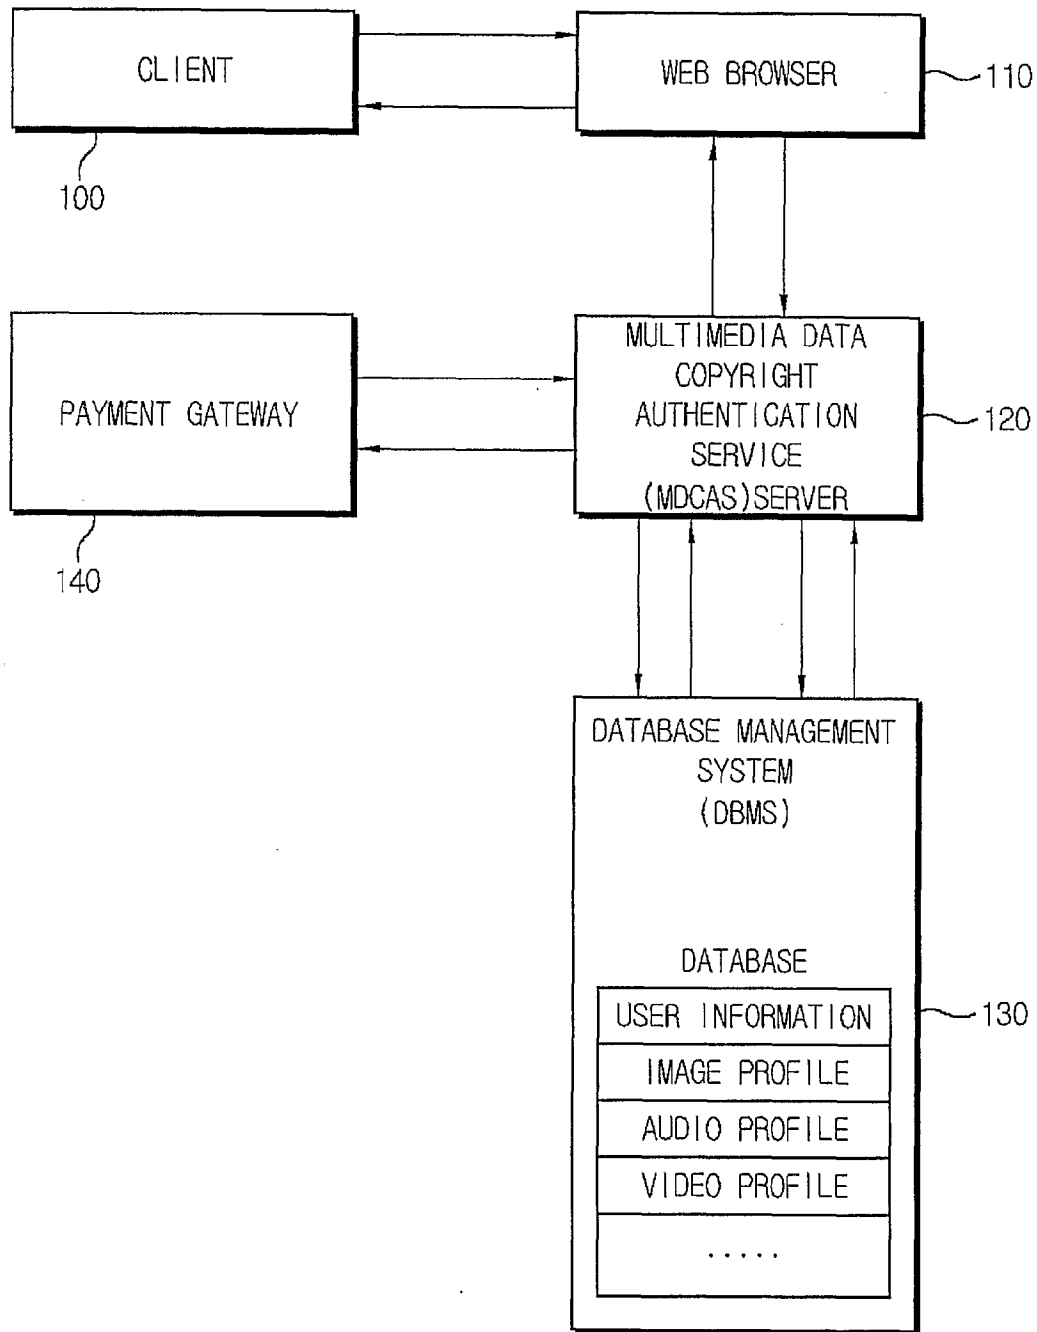 CLIENT
WEB BROWSER
110
100
PAYMENT GATEWAY
MULTIMEDIA DATA
COPYRIGHT
AUTHENTICATION
SERVICE
(MDCAS)SERVER
120
140
DATABASE MANAGEMENT
SYSTEM
(DBMS)
DATABASE
USER INFORMATION
130
IMAGE PROFILE
AUDIO PROFILE
VIDEO PROFILE
.....